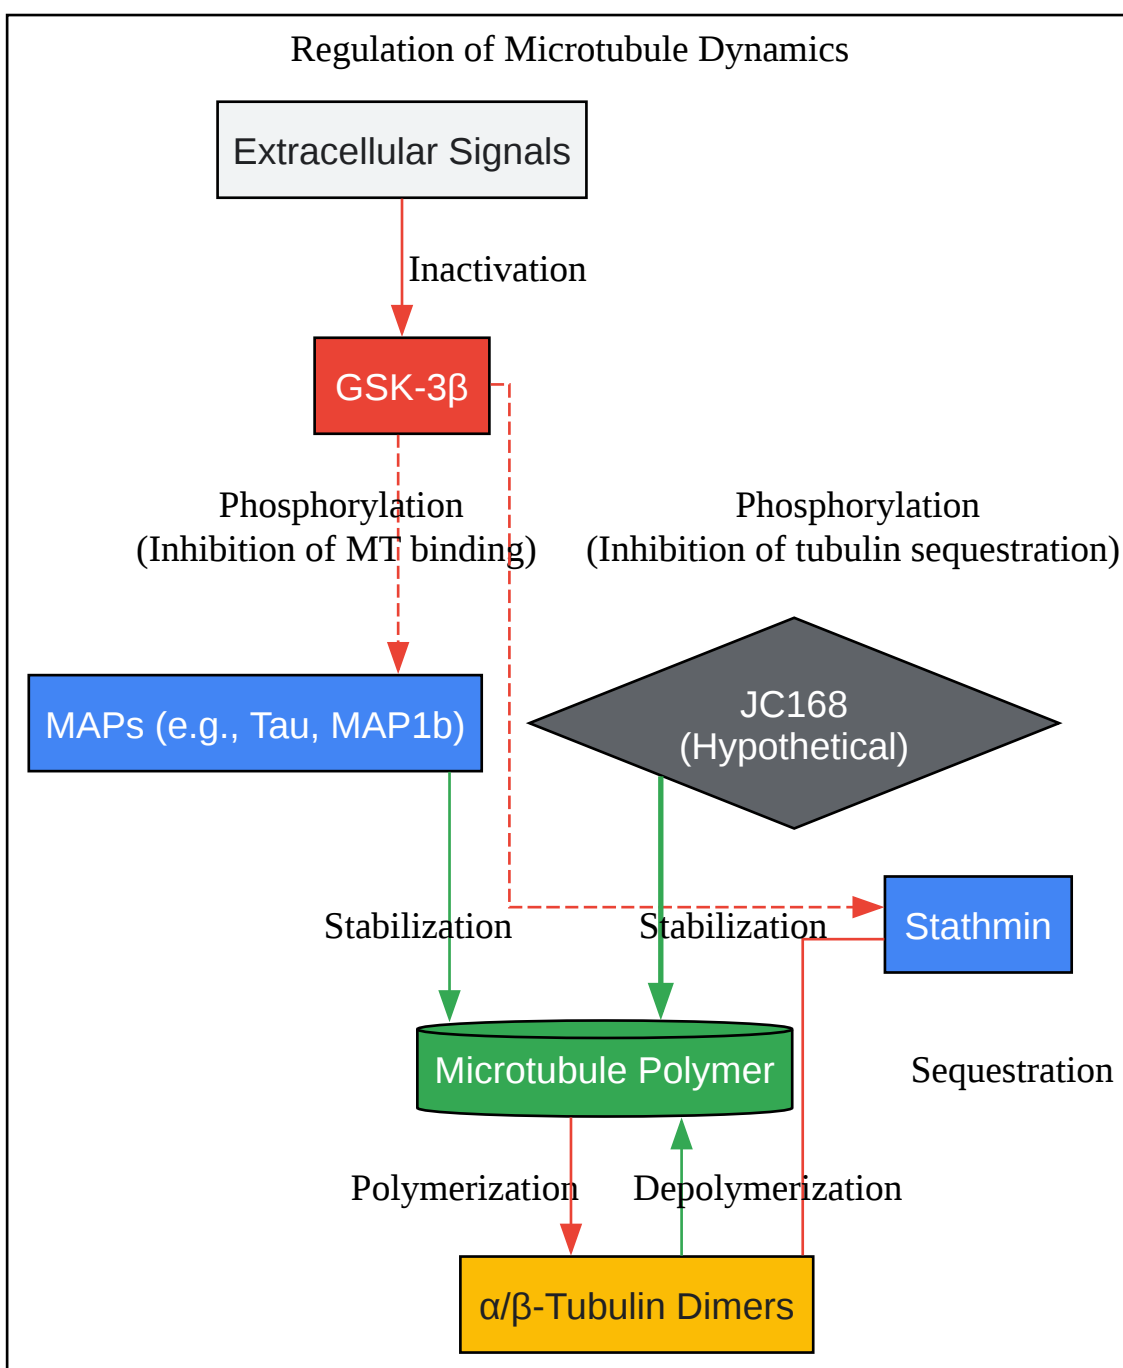 Regulation of Microtubule Dynamics
Extracellular Signals
Inactivation
GSK-3β
Phosphorylation
(Inhibition of MT binding)
Phosphorylation
(Inhibition of tubulin sequestration)
MAPs (e.g., Tau, MAP1b)
JC168
(Hypothetical)
Stabilization
Stabilization
Stathmin
Microtubule Polymer
Sequestration
Polymerization
Depolymerization
α/β-Tubulin Dimers